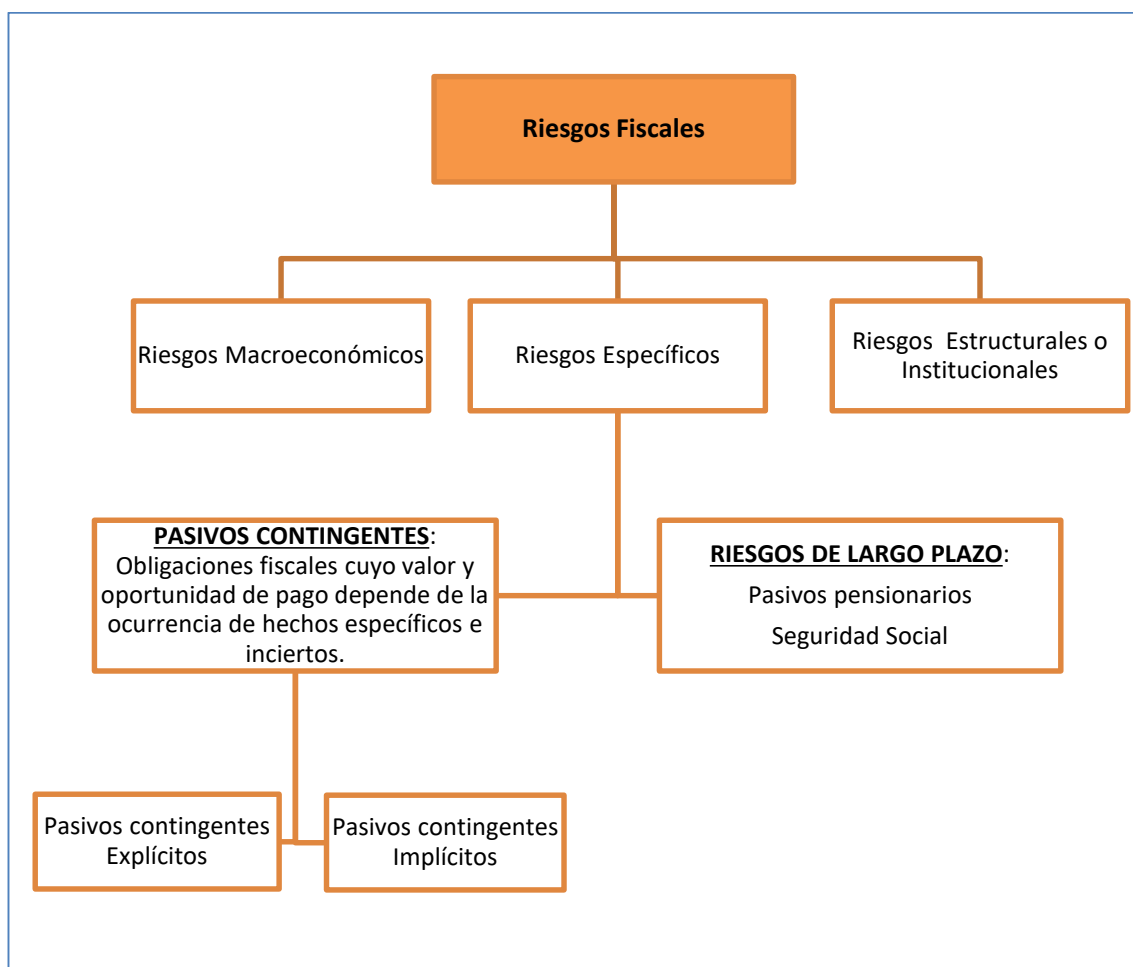 Riesgos Fiscales
Riesgos Macroeconómicos
Riesgos Específicos
Riesgos  Estructurales o
Institucionales
PASIVOS CONTINGENTES:
Obligaciones fiscales cuyo valor y
oportunidad de pago depende de la
ocurrencia de hechos específicos e
inciertos.
RIESGOS DE LARGO PLAZO:
Pasivos pensionarios
Seguridad Social
Pasivos contingentes
Explícitos
Pasivos contingentes
Implícitos